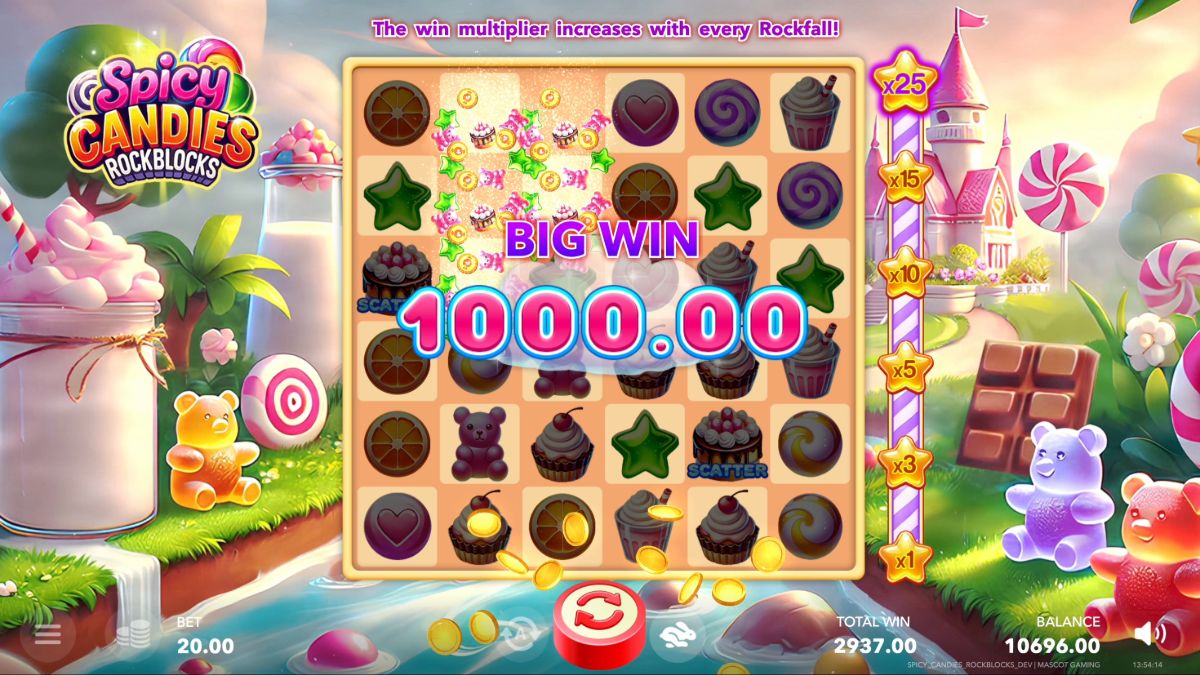 The win multiplier increases with every Rockfall!
Spicy
CANDIES
ROCKBLOCKS
x25
x15
BIG WIN
x10
SCATTER
1000.00
x5
x3
SCATTER
x1
A
BET
20.00
TOTAL WIN
2937.00
BALANCE
10696.00
SPICY_CANDIES_ROCKBLOCKS_DEV | MASCOT GAMING
13:54:14